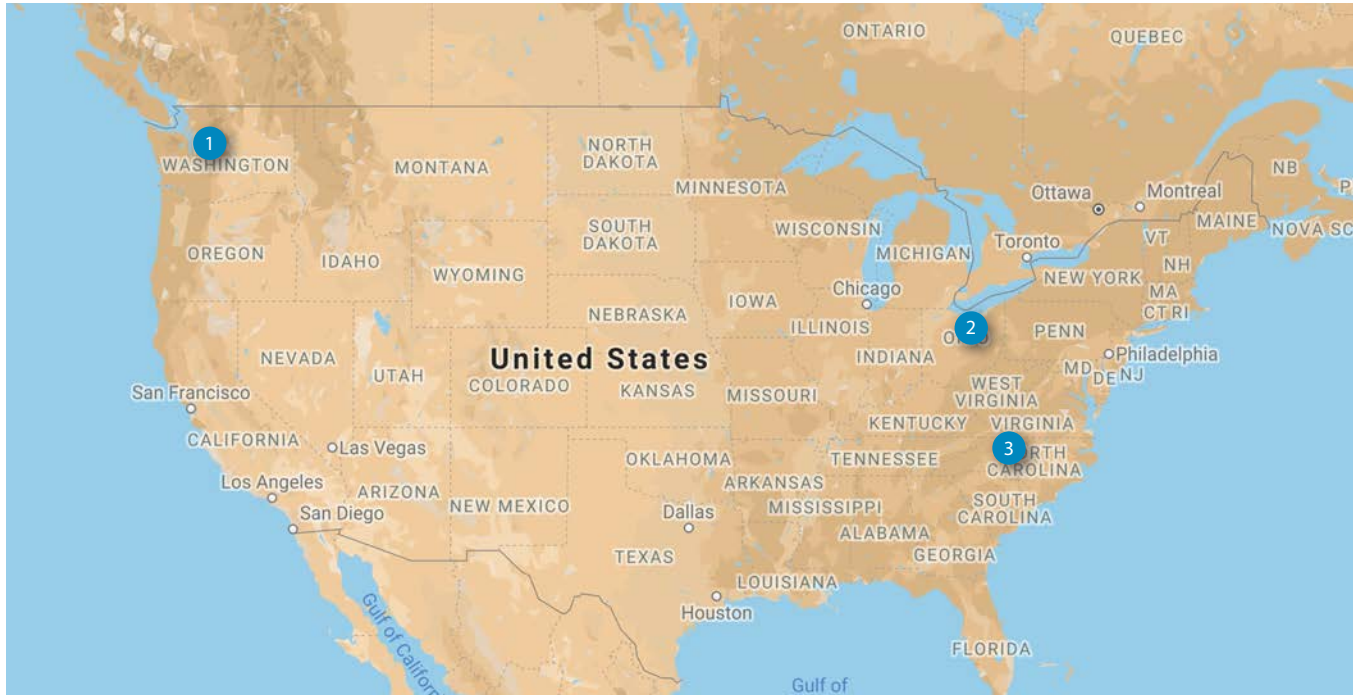 ONTARIO
QUEBEC
1
WASHINGTON
MONTANA
NORTH
DAKOTA
MINNESOTA
Ottawa
Montreal
NB
MAINE
NOVA SC
SOUTH
DAKOTA
WISCONSIN
MICHIGAN
Toronto
VT
NH
OREGON
IDAHO
WYOMING
NEW YORK
MA
CT RI
IOWA
Chicago
NEBRASKA
ILLINOIS
INDIANA
2
PENN
Philadelphia
MD
DE
NJ
NEVADA
UTAH
United States
COLORADO
KANSAS
MISSOURI
WEST
VIRGINIA
KENTUCKY
VIRGINIA
San Francisco
CALIFORNIA
Las Vegas
Los Angeles
San Diego
ARIZONA
NEW MEXICO
OKLAHOMA
ARKANSAS
TENNESSEE
3
CAROLINA
SOUTH
CAROLINA
Dallas
MISSISSIPPI
ALABAMA
GEORGIA
TEXAS
LOUISIANA
Houston
FLORIDA
Gulf of Californ
Gulf of